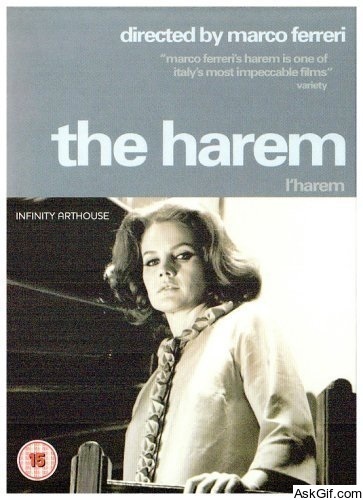 directed by marco ferreri
"marco ferreri's harem is one of
italy's most impeccable films"
variety
the harem
l'harem
INFINITY ARTHOUSE
15
AskGif.com